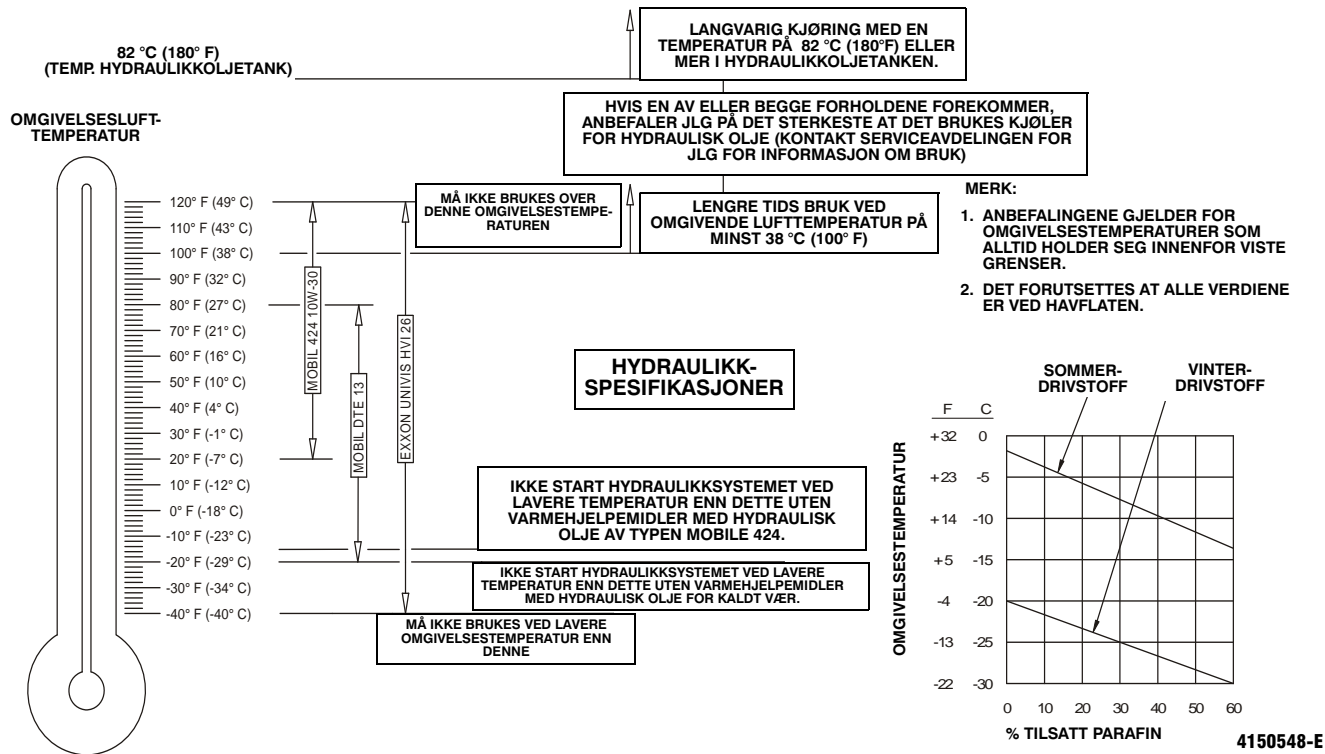 82 °C (180° F)
(TEMP. HYDRAULIKKOLJETANK)
LANGVARIG KJØRING MED EN
TEMPERATUR PÅ 82 °C (180°F) ELLER
MER I HYDRAULIKKOLJETANKEN.
HVIS EN AV ELLER BEGGE FORHOLDENE FOREKOMMER,
ANBEFALER JLG PÅ DET STERKESTE AT DET BRUKES KJØLER
FOR HYDRAULISK OLJE (KONTAKT SERVICEAVDELINGEN FOR
JLG FOR INFORMASJON OM BRUK)
OMGIVELSESLUFT-
TEMPERATUR
120° F (49° C)
110° F (43° C)
100° F (38° C)
90° F (32° C)
80° F (27° C)
70° F (21° C)
60° F (16° C)
50° F (10° C)
40° F (4° C)
30° F (-1° C)
20° F (-7° C)
10° F (-12° C)
0° F (-18° C)
-10° F (-23° C)
-20° F (-29° C)
-30° F (-34° C)
-40° F (-40° C)
MOBIL 424 10W-30
MOBIL DTE 13
EXXON UNIVIS HVI 26
MÅ IKKE BRUKES OVER
DENNE OMGIVELSESTEMPE-
RATUREN
LENGRE TIDS BRUK VED
OMGIVENDE LUFTTEMPERATUR PÅ
MINST 38 °C (100° F)
MERK:
1. ANBEFALINGENE GJELDER FOR
OMGIVELSESTEMPERATURER SOM
ALLTID HOLDER SEG INNENFOR VISTE
GRENSER.
2. DET FORUTSETTES AT ALLE VERDIENE
ER VED HAVFLATEN.
HYDRAULIKK-
SPESIFIKASJONER
IKKE START HYDRAULIKKSYSTEMET VED
LAVERE TEMPERATUR ENN DETTE UTEN
VARMEHJELPEMIDLER MED HYDRAULISK
OLJE AV TYPEN MOBILE 424.
IKKE START HYDRAULIKKSYSTEMET VED LAVERE
TEMPERATUR ENN DETTE UTEN VARMEHJELPEMIDLER
MED HYDRAULISK OLJE FOR KALDT VÆR.
MÅ IKKE BRUKES VED LAVERE
OMGIVELSESTEMPERATUR ENN
DENNE
SOMMER-
DRIVSTOFF
VINTER-
DRIVSTOFF
OMGIVELSESTEMPERATUR
F C
+32 0
+23 -5
+14 -10
+5 -15
-4 -20
-13 -25
-22 -30
0 10 20 30 40 50 60
% TILSATT PARAFIN
4150548-E